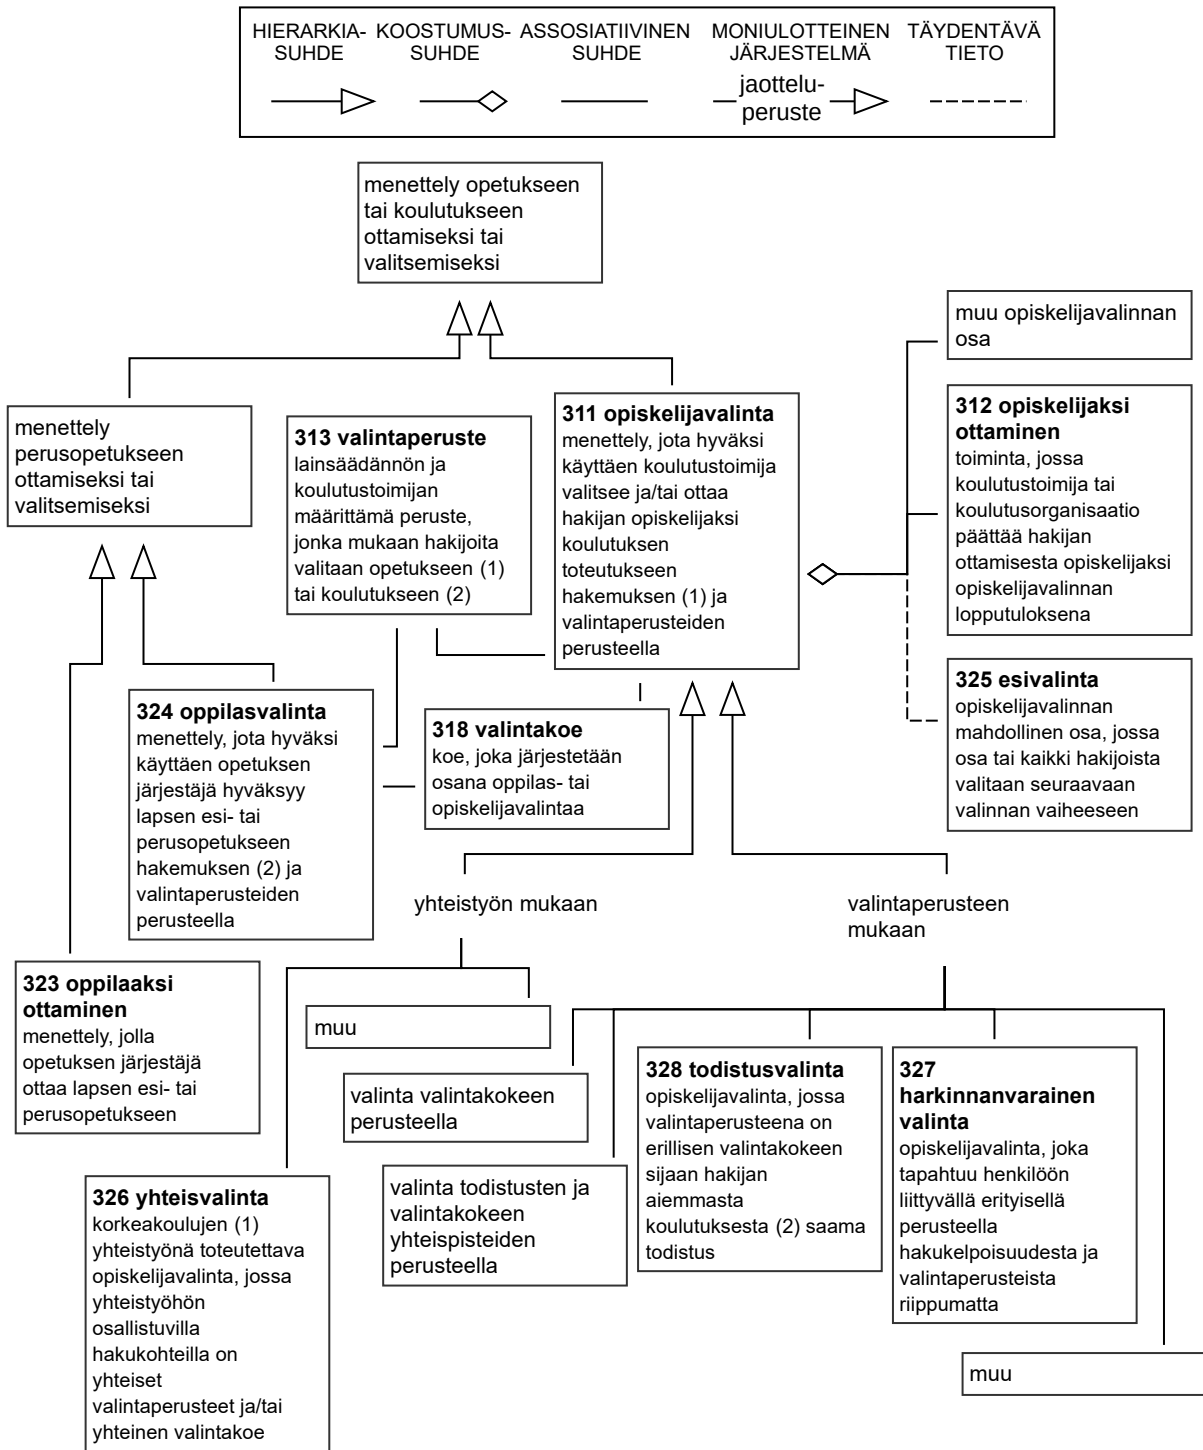 HIERARKIA-
SUHDE
KOOSTUMUS-
SUHDE
ASSOSIATIIVINEN
SUHDE
MONIULOTTEINEN
JÄRJESTELMÄ
TÄYDENTÄVÄ
TIETO
jaottelu-
peruste
menettely opetukseen
tai koulutukseen
ottamiseksi tai
valitsemiseksi
muu opiskelijavalinnan
osa
menettely
perusopetukseen
ottamiseksi tai
valitsemiseksi
313 valintaperuste
lainsäädännön ja
koulutustoimijan
määrittämä peruste,
jonka mukaan hakijoita
valitaan opetukseen (1)
tai koulutukseen (2)
311 opiskelijavalinta
menettely, jota hyväksi
käyttäen koulutustoimija
valitsee ja/tai ottaa
hakijan opiskelijaksi
koulutuksen
toteutukseen
hakemuksen (1) ja
valintaperusteiden
perusteella
312 opiskelijaksi
ottaminen
toiminta, jossa
koulutustoimija tai
koulutusorganisaatio
päättää hakijan
ottamisesta opiskelijaksi
opiskelijavalinnan
lopputuloksena
325 esivalinta
opiskelijavalinnan
mahdollinen osa, jossa
osa tai kaikki hakijoista
valitaan seuraavaan
valinnan vaiheeseen
324 oppilasvalinta
menettely, jota hyväksi
käyttäen opetuksen
järjestäjä hyväksyy
lapsen esi- tai
perusopetukseen
hakemuksen (2) ja
valintaperusteiden
perusteella
318 valintakoe
koe, joka järjestetään
osana oppilas- tai
opiskelijavalintaa
yhteistyön mukaan
valintaperusteen
mukaan
323 oppilaaksi
ottaminen
menettely, jolla
opetuksen järjestäjä
ottaa lapsen esi- tai
perusopetukseen
muu
valinta valintakokeen
perusteella
328 todistusvalinta
opiskelijavalinta, jossa
valintaperusteena on
erillisen valintakokeen
sijaan hakijan
aiemmasta
koulutuksesta (2) saama
todistus
327
harkinnanvarainen
valinta
opiskelijavalinta, joka
tapahtuu henkilöön
liittyvällä erityisellä
perusteella
hakukelpoisuudesta ja
valintaperusteista
riippumatta
valinta todistusten ja
valintakokeen
yhteispisteiden
perusteella
326 yhteisvalinta
korkeakoulujen (1)
yhteistyönä toteutettava
opiskelijavalinta, jossa
yhteistyöhön
osallistuvilla
hakukohteilla on
yhteiset
valintaperusteet ja/tai
yhteinen valintakoe
muu